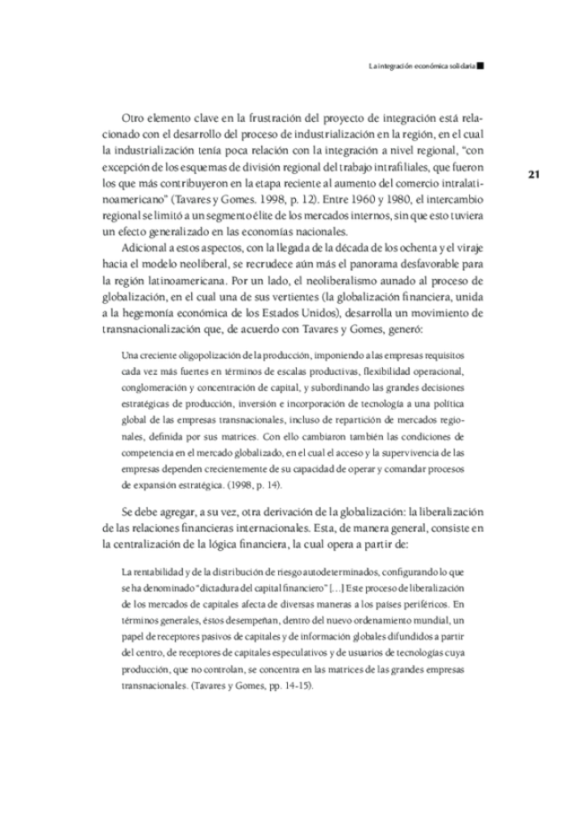 La integración económica solidaria
21
Otro elemento clave en la frustración del proyecto de integración está rela-
cionado con el desarrollo del proceso de industrialización en la región, en el cual
la industrialización tenía poca relación con la integración a nivel regional, “con
excepción de los esquemas de división regional del trabajo intrafiliales, que fueron
los que más contribuyeron en la etapa reciente al aumento del comercio intralati-
noamericano” (Tavares y Gomes. 1998, p. 12). Entre 1960 y 1980, el intercambio
regional se limitó a un segmento élite de los mercados internos, sin que esto tuviera
un efecto generalizado en las economías nacionales.
Adicional a estos aspectos, con la llegada de la década de los ochenta y el viraje
hacia el modelo neoliberal, se recrudece aún más el panorama desfavorable para
la región latinoamericana. Por un lado, el neoliberalismo aunado al proceso de
globalización, en el cual una de sus vertientes (la globalización financiera, unida
a la hegemonía económica de los Estados Unidos), desarrolla un movimiento de
transnacionalización que, de acuerdo con Tavares y Gomes, generó:
Una creciente oligopolización de la producción, imponiendo a las empresas requisitos
cada vez más fuertes en términos de escalas productivas, flexibilidad operacional,
conglomeración y concentración de capital, y subordinando las grandes decisiones
estratégicas de producción, inversión e incorporación de tecnología a una política
global de las empresas transnacionales, incluso de repartición de mercados regio-
nales, definida por sus matrices. Con ello cambiaron también las condiciones de
competencia en el mercado globalizado, en el cual el acceso y la supervivencia de las
empresas dependen crecientemente de su capacidad de operar y comandar procesos
de expansión estratégica. (1998, p. 14).
Se debe agregar, a su vez, otra derivación de la globalización: la liberalización
de las relaciones financieras internacionales. Esta, de manera general, consiste en
la centralización de la lógica financiera, la cual opera a partir de:
La rentabilidad y de la distribución de riesgo autodeterminados, configurando lo que
se ha denominado “dictadura del capital financiero” […] Este proceso de liberalización
de los mercados de capitales afecta de diversas maneras a los países periféricos. En
términos generales, éstos desempeñan, dentro del nuevo ordenamiento mundial, un
papel de receptores pasivos de capitales y de información globales difundidos a partir
del centro, de receptores de capitales especulativos y de usuarios de tecnologías cuya
producción, que no controlan, se concentra en las matrices de las grandes empresas
transnacionales. (Tavares y Gomes, pp. 14-15).